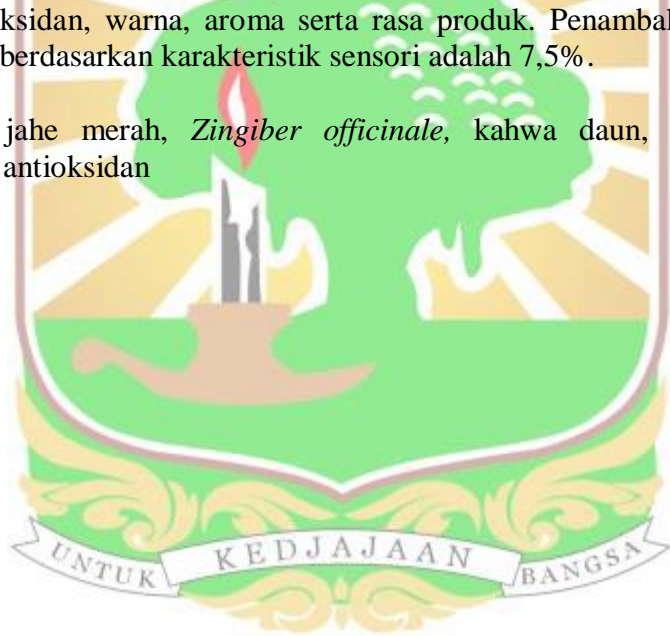 ksidan, warna, aroma serta rasa produk. Penambal
berdasarkan karakteristik sensori adalah 7,5%.
jahe merah, Zingiber officinale, kahwa daun,
antioksidan
UNTUK KEDJAJAAN BANGSA